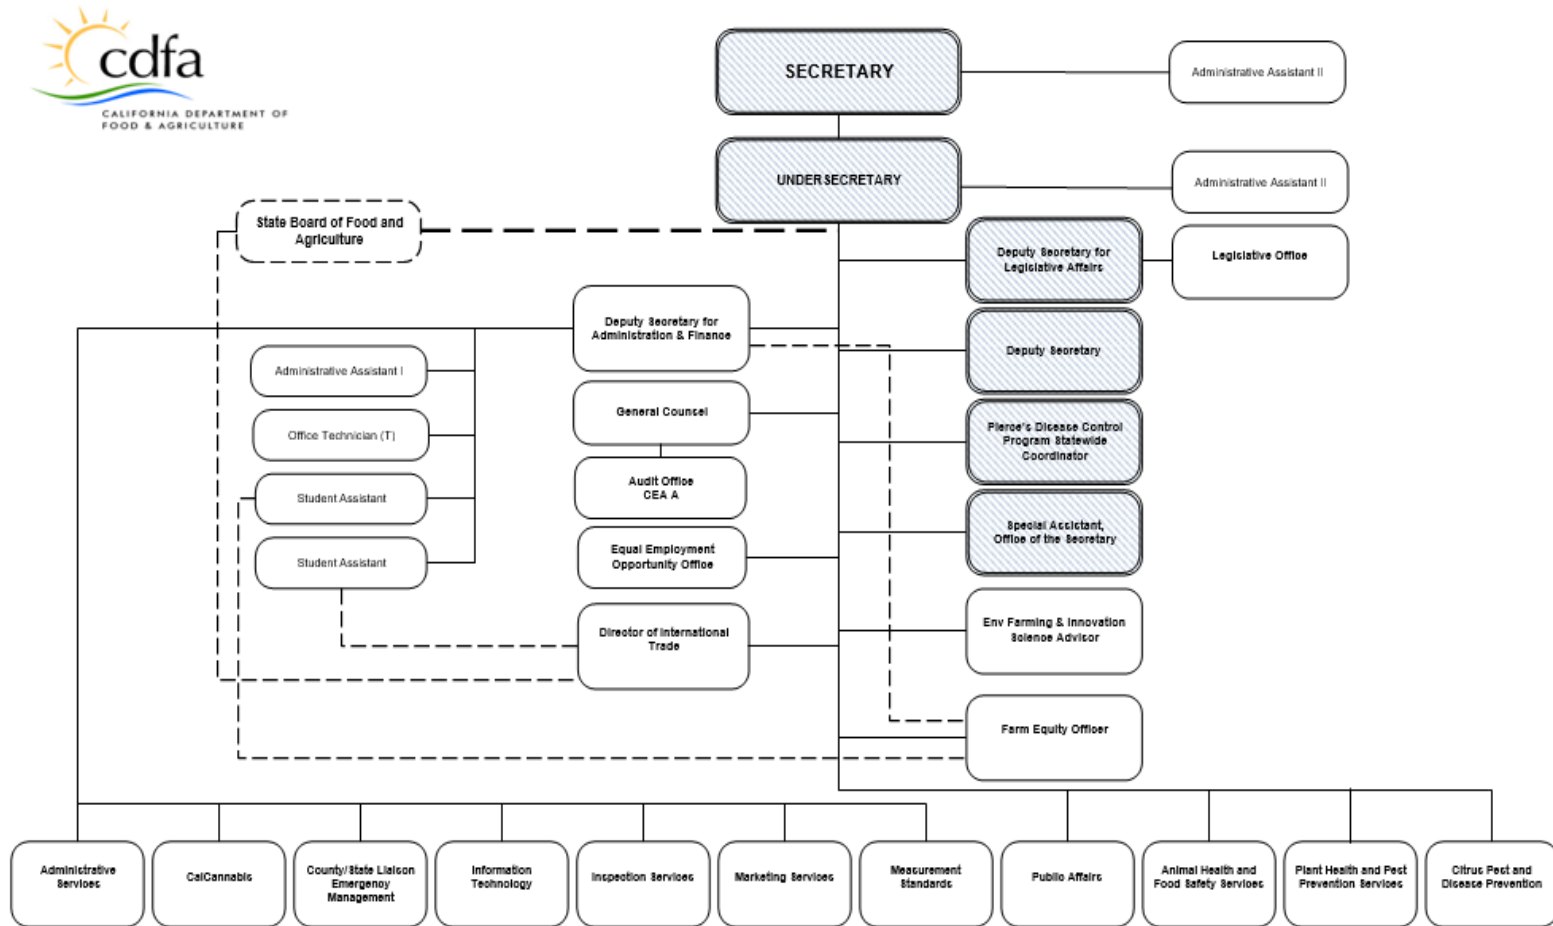 cdfa
CALIFORNIA DEPARTMENT OF
FOOD & AGRICULTURE
SECRETARY
Administrative Assistant II
UNDERSECRETARY
Administrative Assistant II
State Board of Food and
Agriculture
Deputy Secretary for
Legislative Affairs
Legislative Office
Deputy Secretary for
Administration & Finance
Deputy Secretary
Administrative Assistant I
General Counsel
Pierce's Disease Control
Program Statewide
Coordinator
Office Technician (T)
Audit Office
CEA A
Student Assistant
Special Assistant,
Office of the Secretary
Equal Employment
Opportunity Office
Student Assistant
Env Farming & Innovation
Science Advisor
Director of International
Trade
Farm Equity Officer
Administrative
Services
CalCannabis
County/State Liaison
Emergency
Management
Information
Technology
Inspection Services
Marketing Services
Measurement
Standards
Public Affairs
Animal Health and
Food Safety Services
Plant Health and Pest
Prevention Services
Citrus Pest and
Disease Prevention